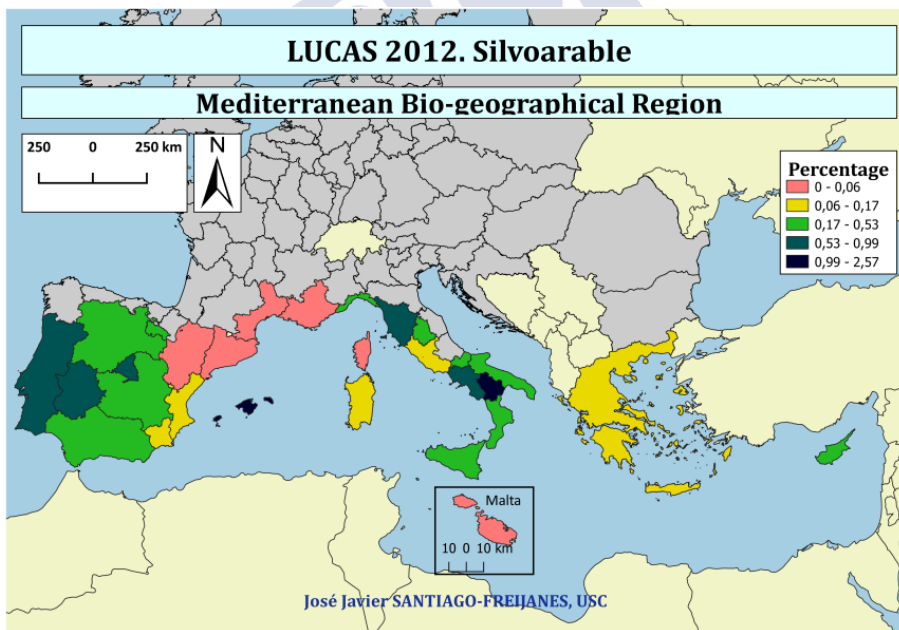 LUCAS 2012. Silvoarable
Mediterranean Bio-geographical Region
250 0 250 km
N
Percentage
0 - 0,06
0,06 - 0,17
0,17 - 0,53
0,53 - 0,99
0,99 - 2,57
Malta
10 0 10 km
José Javier SANTIAGO-FREIJANES, USC